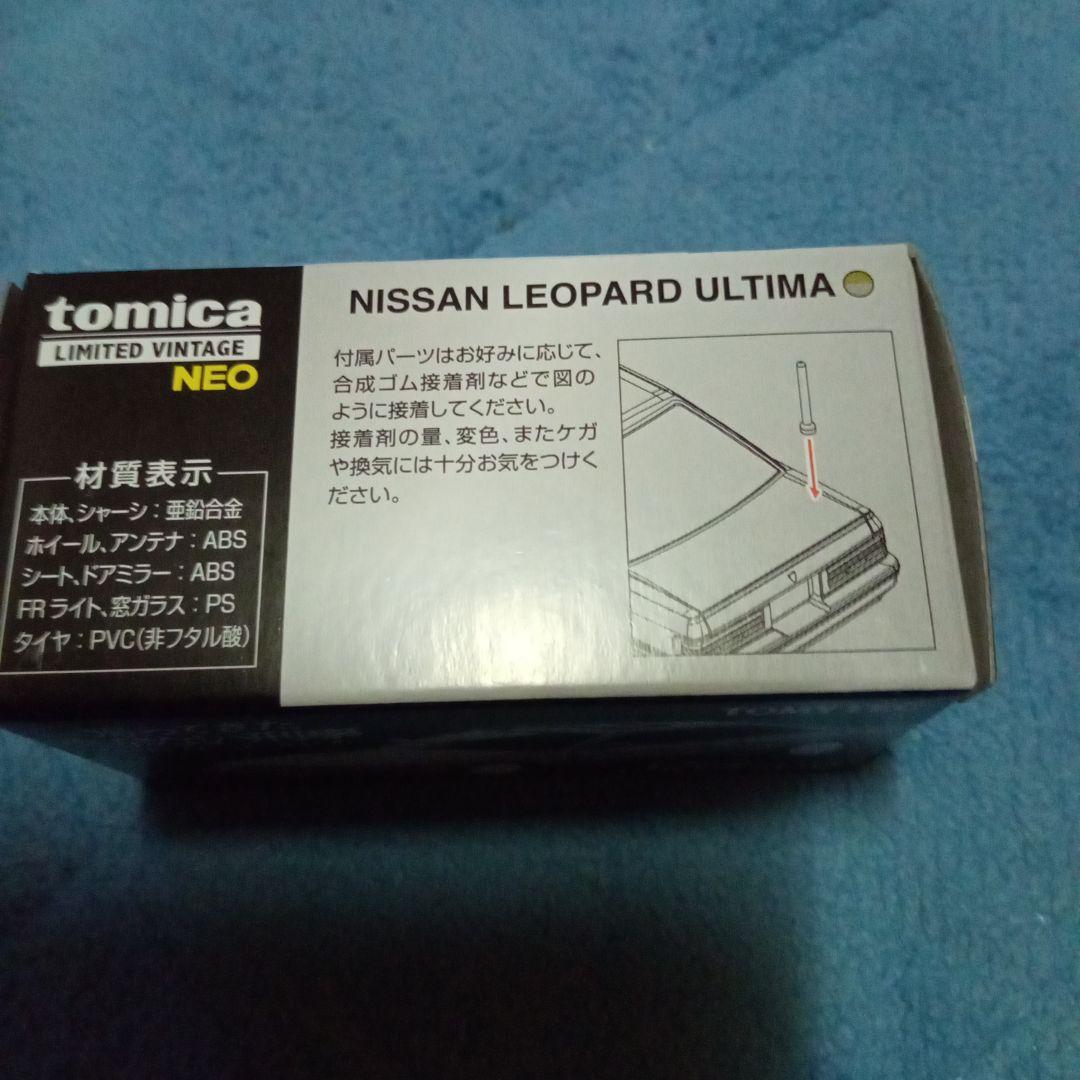 tomica
LIMITED VINTAGE
NEO
材質表示
本体、シャーシ：亜鉛合金
ホイール、アンテナ：ABS
シート、ドアミラー：ABS
FRライト、窓ガラス：PS
タイヤ：PVC（非フタル酸）
NISSAN LEOPARD ULTIMA
付属パーツはお好みに応じて、
合成ゴム接着剤などで図の
ように接着してください。
接着剤の量、変色、またケガ
や換気には十分お気をつけく
ださい。